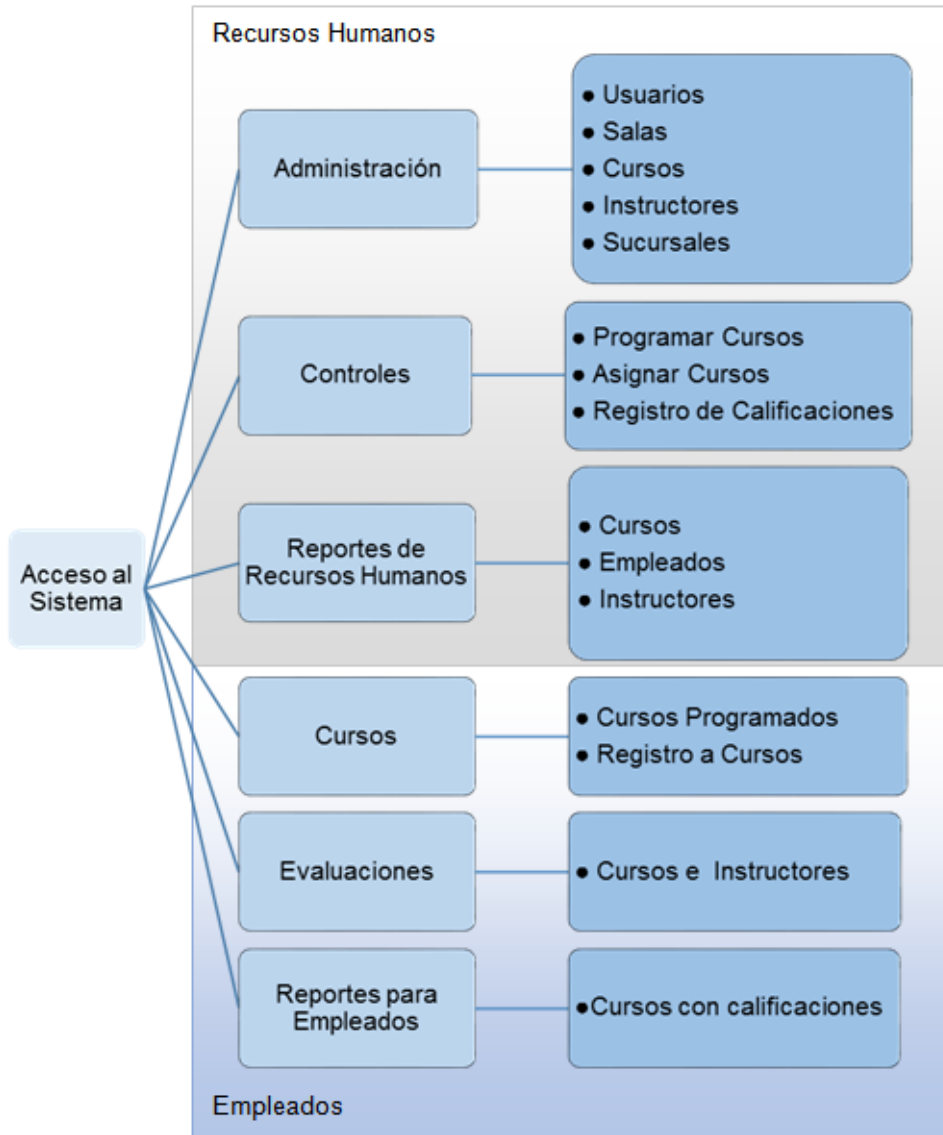 Recursos Humanos
Administración
● Usuarios
● Salas
● Cursos
● Instructores
● Sucursales
Controles
● Programar Cursos
● Asignar Cursos
● Registro de Calificaciones
Reportes de
Recursos Humanos
● Cursos
● Empleados
● Instructores
Acceso al
Sistema
Cursos
● Cursos Programados
● Registro a Cursos
Evaluaciones
● Cursos e Instructores
Reportes para
Empleados
●Cursos con calificaciones
Empleados